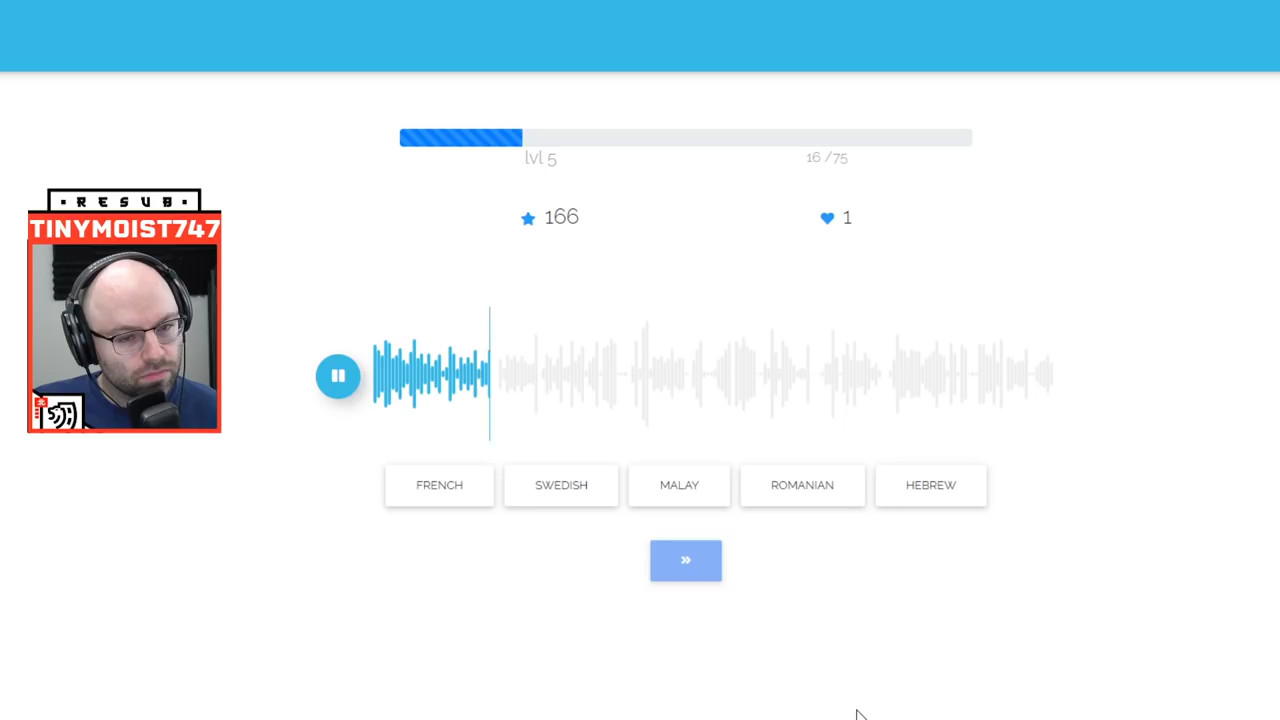 lvl 5
16 /75
• R E S U B •
TINYMOIST747
166
1
FRENCH
SWEDISH
MALAY
ROMANIAN
HEBREW
»